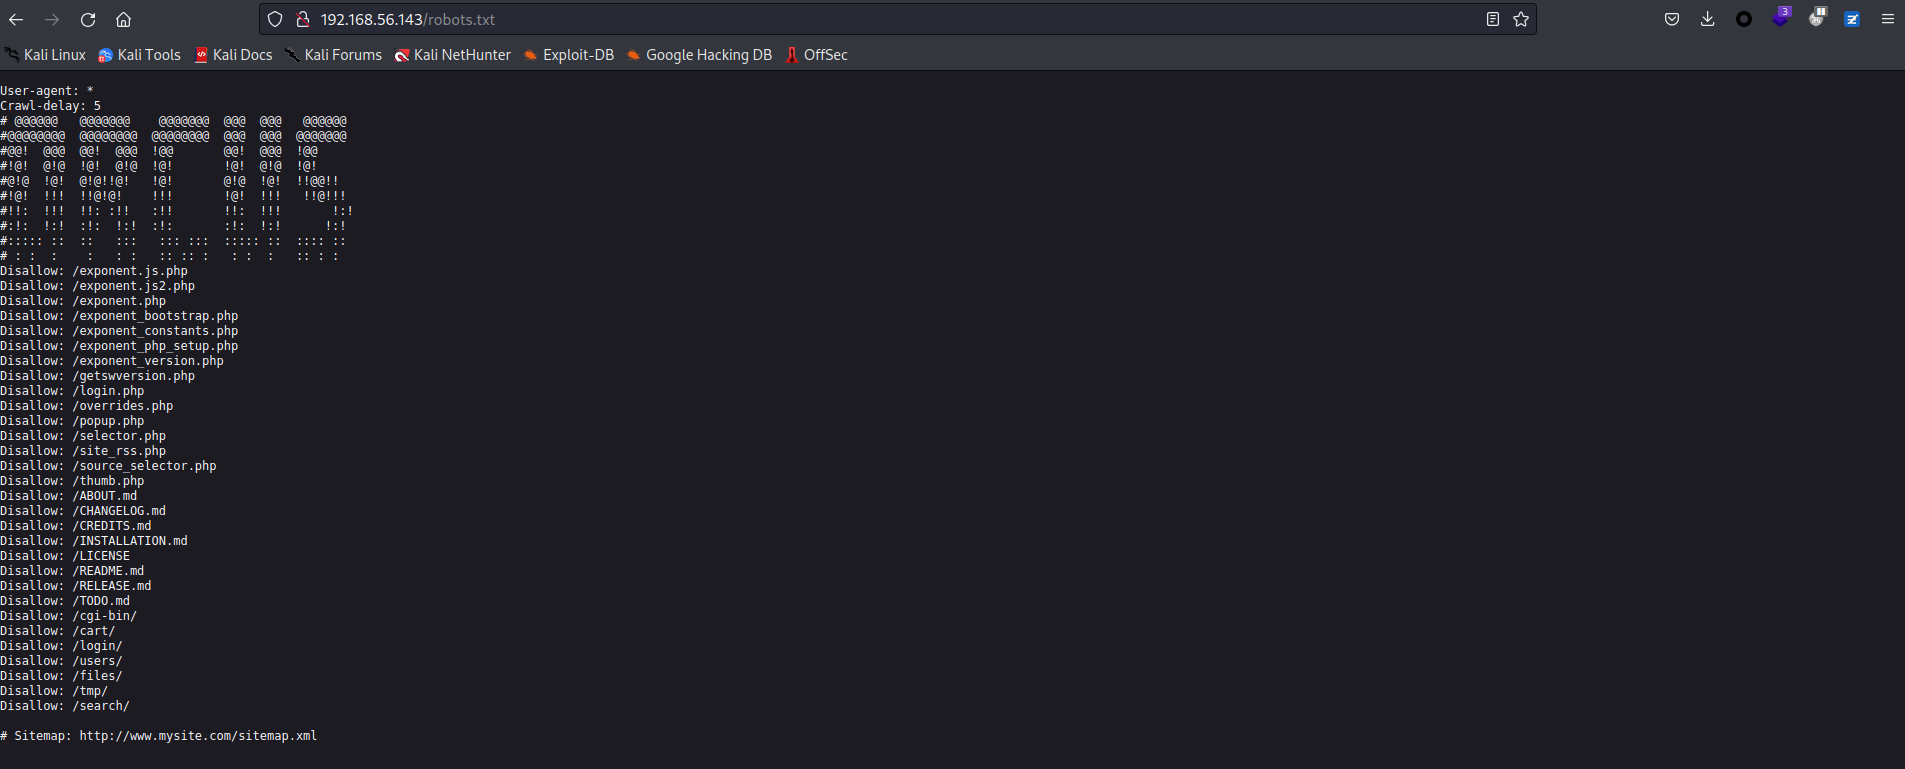 192.168.56.143/robots.txt
3
Kali Linux Kali Tools Kali Docs Kali Forums Kali NetHunter Exploit-DB Google Hacking DB OffSec
User-agent: *
Crawl-delay: 5
# @@@@@@   @@@@@@@    @@@@@@@  @@@  @@@   @@@@@@
#@@@@@@@@  @@@@@@@@  @@@@@@@@  @@@  @@@  @@@@@@@
#@@!  @@@  @@!  @@@  !@@       @@!  @@@  !@@
#!@!  @!@  !@!  @!@  !@!       !@!  @!@  !@!
#@!@  !@!  @!@!!@!   !@!       @!@  !@!  !!@@!!
#!@!  !!!  !!@!@!    !!!       !@!  !!!   !!@!!!
#!!:  !!!  !!: :!!   :!!       !!:  !!!       !:!
#:!:  !:!  :!:  !:!  :!:       :!:  !:!      !:!
#::::: ::  ::   :::   ::: :::  ::::: ::  :::: ::
# : :  :    :   : :   :: :: :   : :  :   :: : :
Disallow: /exponent.js.php
Disallow: /exponent.js2.php
Disallow: /exponent.php
Disallow: /exponent_bootstrap.php
Disallow: /exponent_constants.php
Disallow: /exponent_php_setup.php
Disallow: /exponent_version.php
Disallow: /getswversion.php
Disallow: /login.php
Disallow: /overrides.php
Disallow: /popup.php
Disallow: /selector.php
Disallow: /site_rss.php
Disallow: /source_selector.php
Disallow: /thumb.php
Disallow: /ABOUT.md
Disallow: /CHANGELOG.md
Disallow: /CREDITS.md
Disallow: /INSTALLATION.md
Disallow: /LICENSE
Disallow: /README.md
Disallow: /RELEASE.md
Disallow: /TODO.md
Disallow: /cgi-bin/
Disallow: /cart/
Disallow: /login/
Disallow: /users/
Disallow: /files/
Disallow: /tmp/
Disallow: /search/
# Sitemap: http://www.mysite.com/sitemap.xml